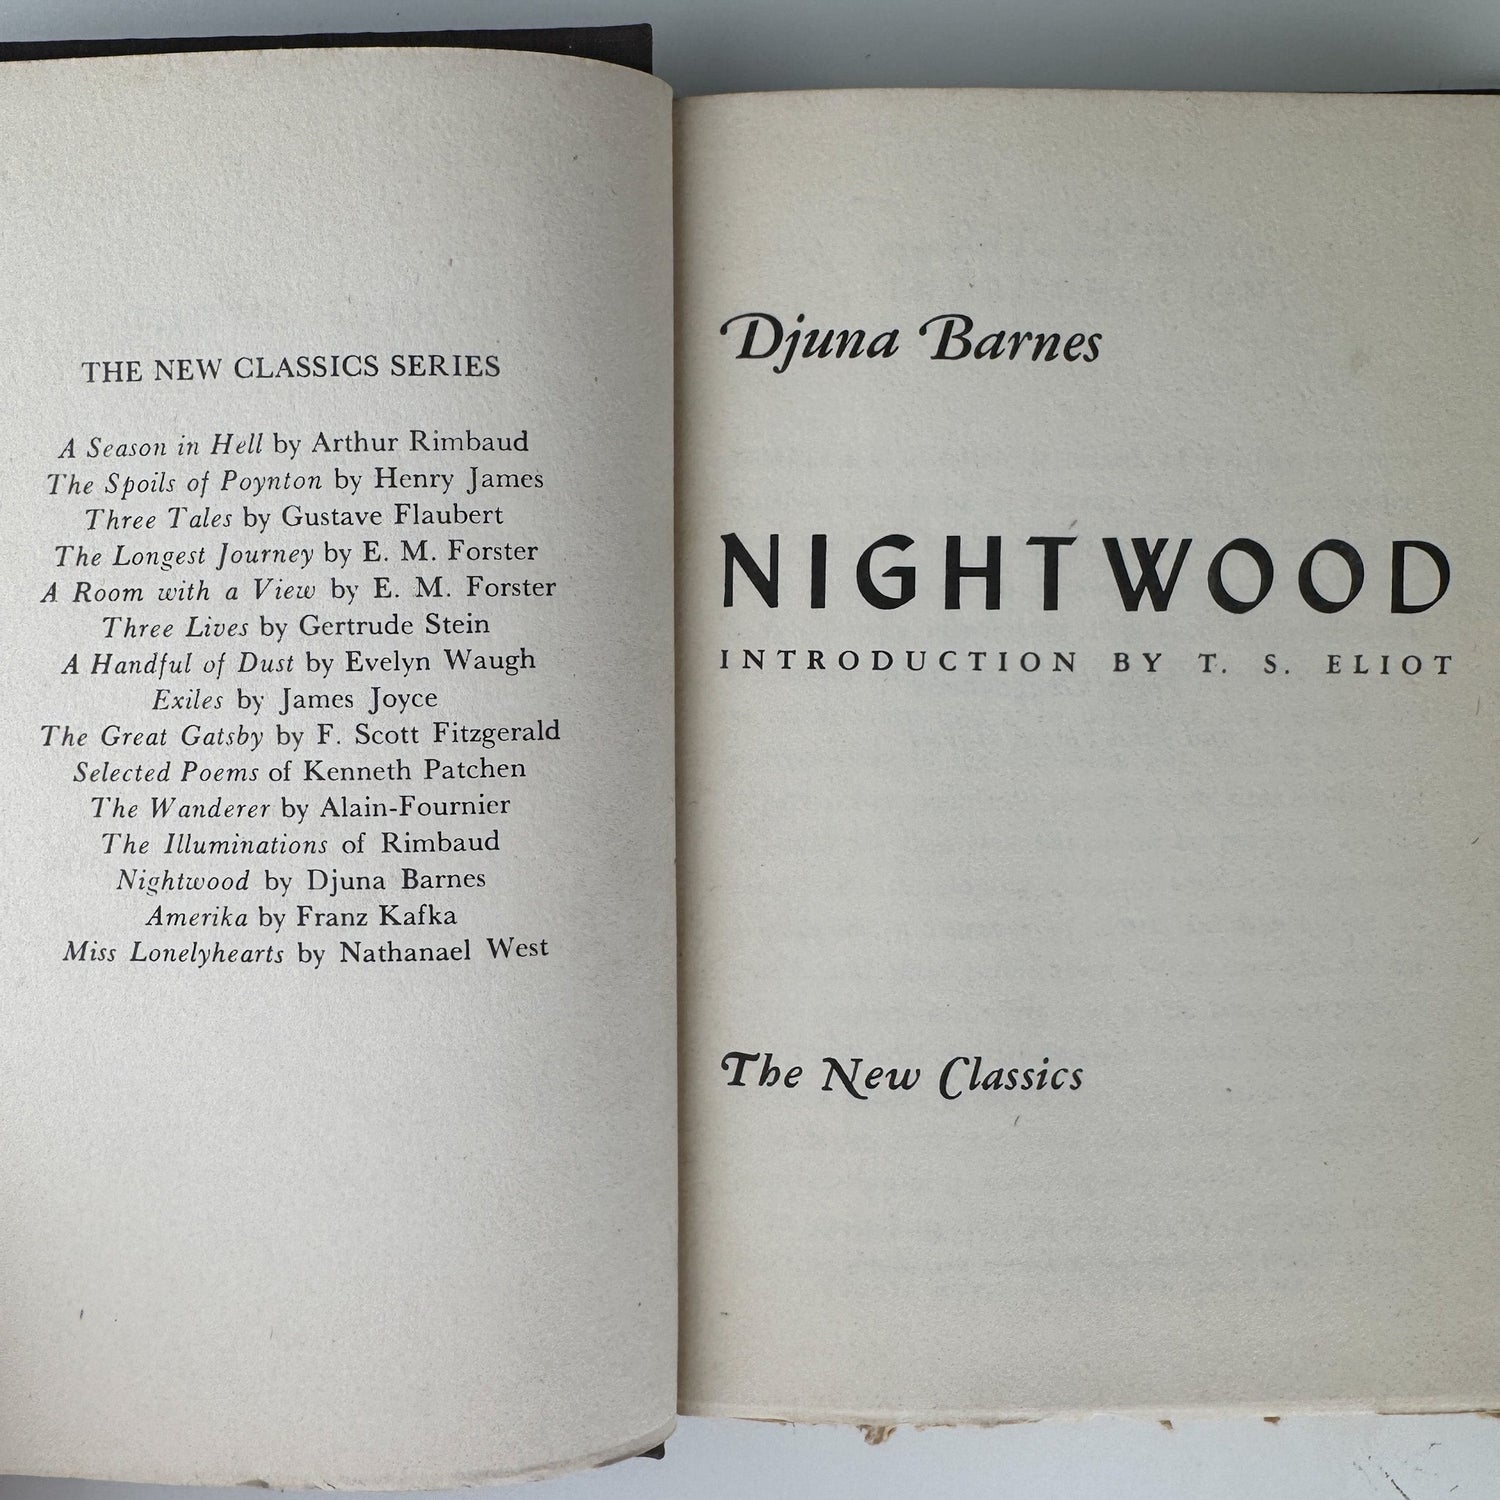 THE NEW CLASSICS SERIES
A Season in Hell by Arthur Rimbaud
The Spoils of Poynton by Henry James
Three Tales by Gustave Flaubert
The Longest Journey by E. M. Forster
A Room with a View by E. M. Forster
Three Lives by Gertrude Stein
A Handful of Dust by Evelyn Waugh
Exiles by James Joyce
The Great Gatsby by F. Scott Fitzgerald
Selected Poems of Kenneth Patchen
The Wanderer by Alain-Fournier
The Illuminations of Rimbaud
Nightwood by Djuna Barnes
Amerika by Franz Kafka
Miss Lonelyhearts by Nathanael West
Djuna Barnes
NIGHTWOOD
INTRODUCTION BY T. S. ELIOT
The New Classics